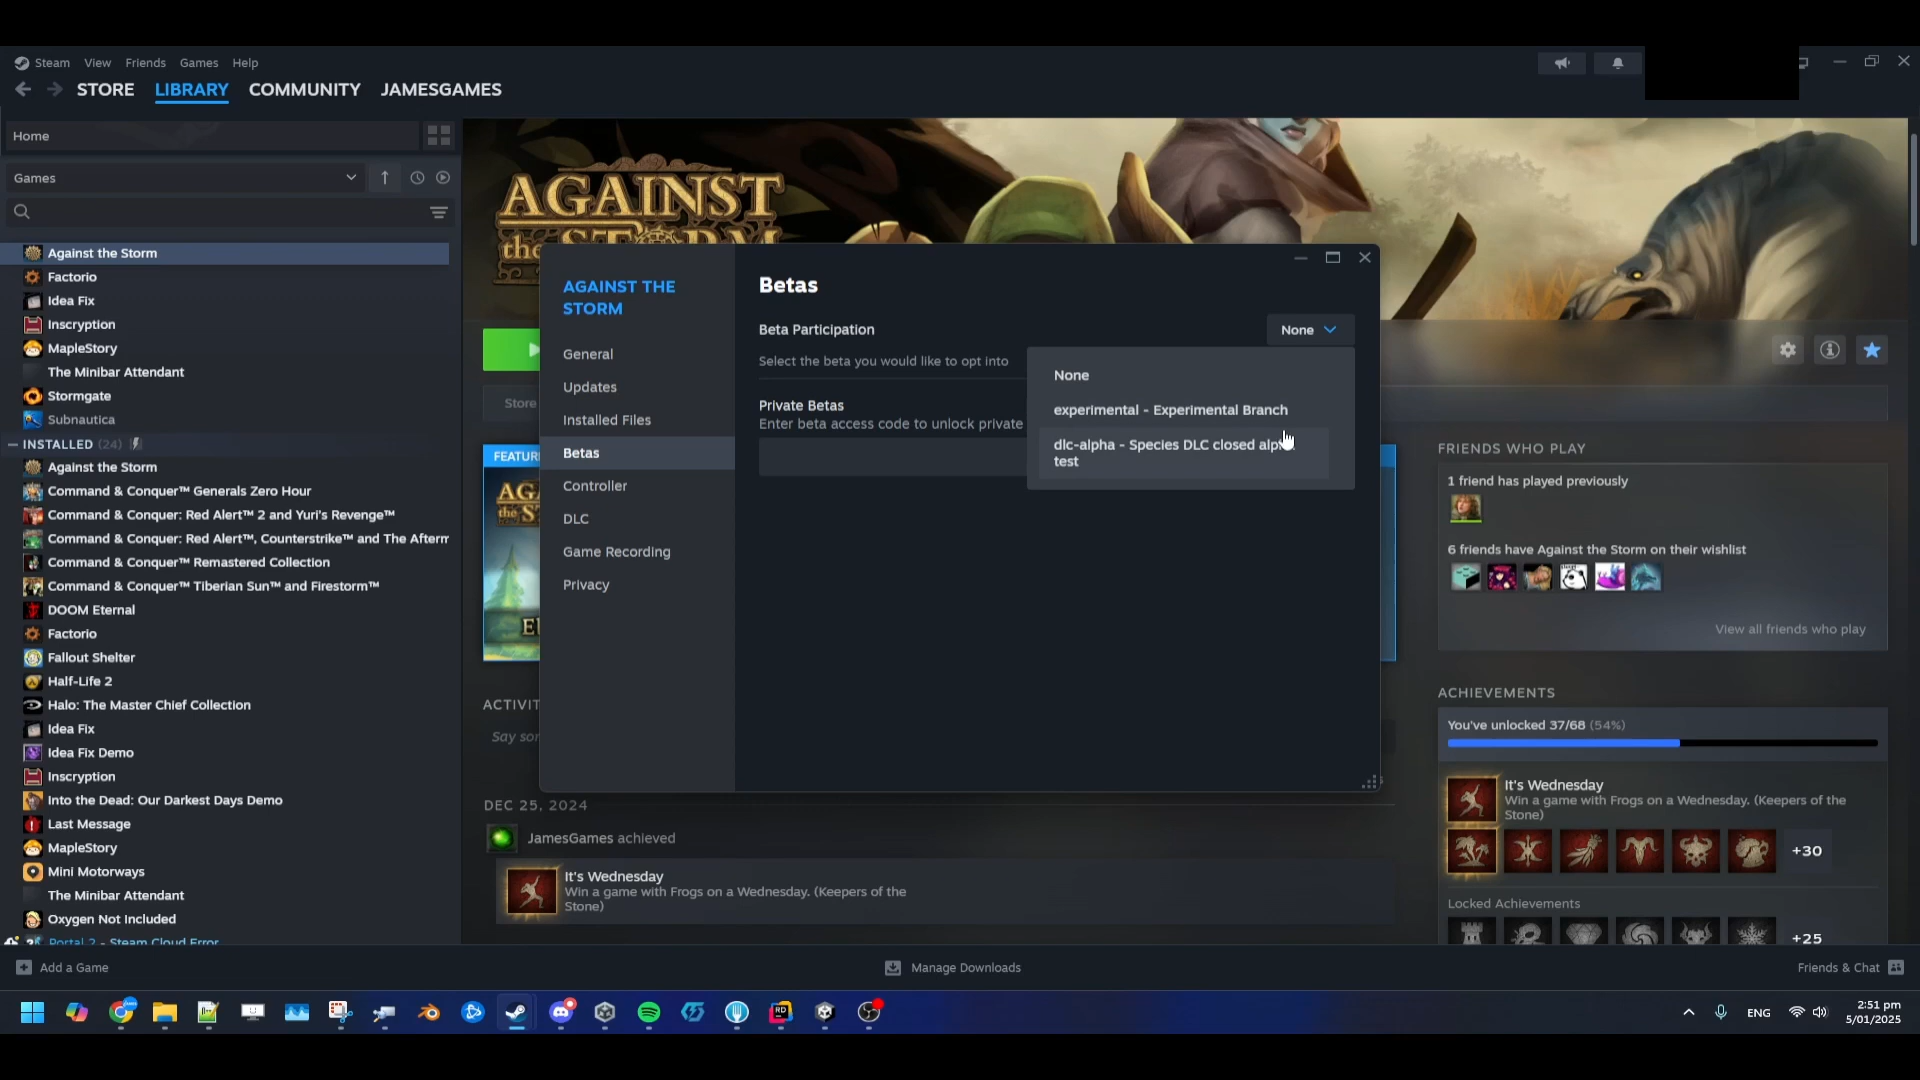 Steam
View
Friends
Games
Help
STORE
LIBRARY
COMMUNITY
JAMESGAMES
Home
Games
Against the Storm
Factorio
Idea Fix
Inscryption
MapleStory
The Minibar Attendant
Stormgate
Subnautica
INSTALLED (24)
Against the Storm
Command & Conquer™ Generals Zero Hour
Command & Conquer: Red Alert™ 2 and Yuri's Revenge™
Command & Conquer: Red Alert™, Counterstrike™ and The Afterm
Command & Conquer™ Remastered Collection
Command & Conquer™ Tiberian Sun™ and Firestorm™
DOOM Eternal
Factorio
Fallout Shelter
Half-Life 2
Halo: The Master Chief Collection
Idea Fix
Idea Fix Demo
Inscryption
Into the Dead: Our Darkest Days Demo
Last Message
MapleStory
Mini Motorways
The Minibar Attendant
Oxygen Not Included
Portal 2 - Steam Cloud Error
AGAINST
the STORM
Store
FEATUR
ACTIVIT
Say sor
DEC 25, 2024
JamesGames achieved
It's Wednesday
Win a game with Frogs on a Wednesday. (Keepers of the
Stone)
AGAINST THE
STORM
General
Updates
Installed Files
Betas
Controller
DLC
Game Recording
Privacy
Betas
Beta Participation
None
Select the beta you would like to opt into
Private Betas
Enter beta access code to unlock private
None
experimental - Experimental Branch
dlc-alpha - Species DLC closed
test
FRIENDS WHO PLAY
1 friend has played previously
6 friends have Against the Storm on their wishlist
View all friends who play
ACHIEVEMENTS
You've unlocked 37/68 (54%)
It's Wednesday
Win a game with Frogs on a Wednesday. (Keepers of the
Stone)
+30
Locked Achievements
+25
Add a Game
Manage Downloads
Friends & Chat
ENG
2:51 pm
5/01/2025